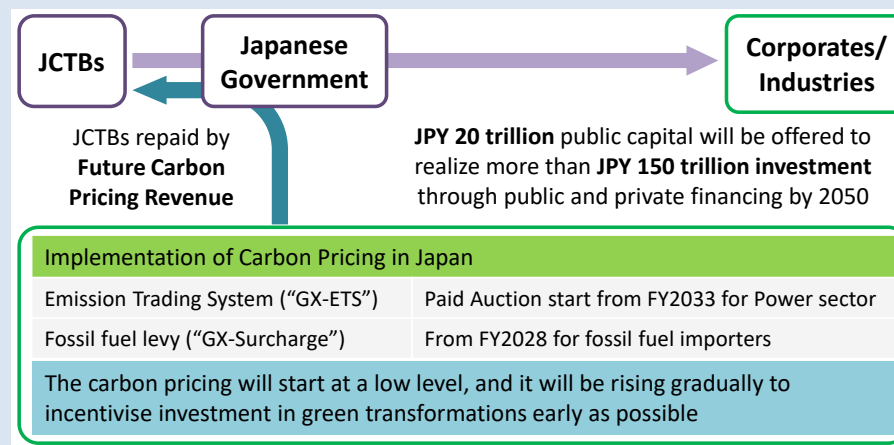 JCTBs
Japanese
Government
Corporates/
Industries
JCTBs repaid by
Future Carbon
Pricing Revenue
JPY 20 trillion public capital will be offered to
realize more than JPY 150 trillion investment
through public and private financing by 2050
Implementation of Carbon Pricing in Japan
Emission Trading System (“GX-ETS”) Paid Auction start from FY2033 for Power sector
Fossil fuel levy (“GX-Surcharge”) From FY2028 for fossil fuel importers
The carbon pricing will start at a low level, and it will be rising gradually to
incentivise investment in green transformations early as possible